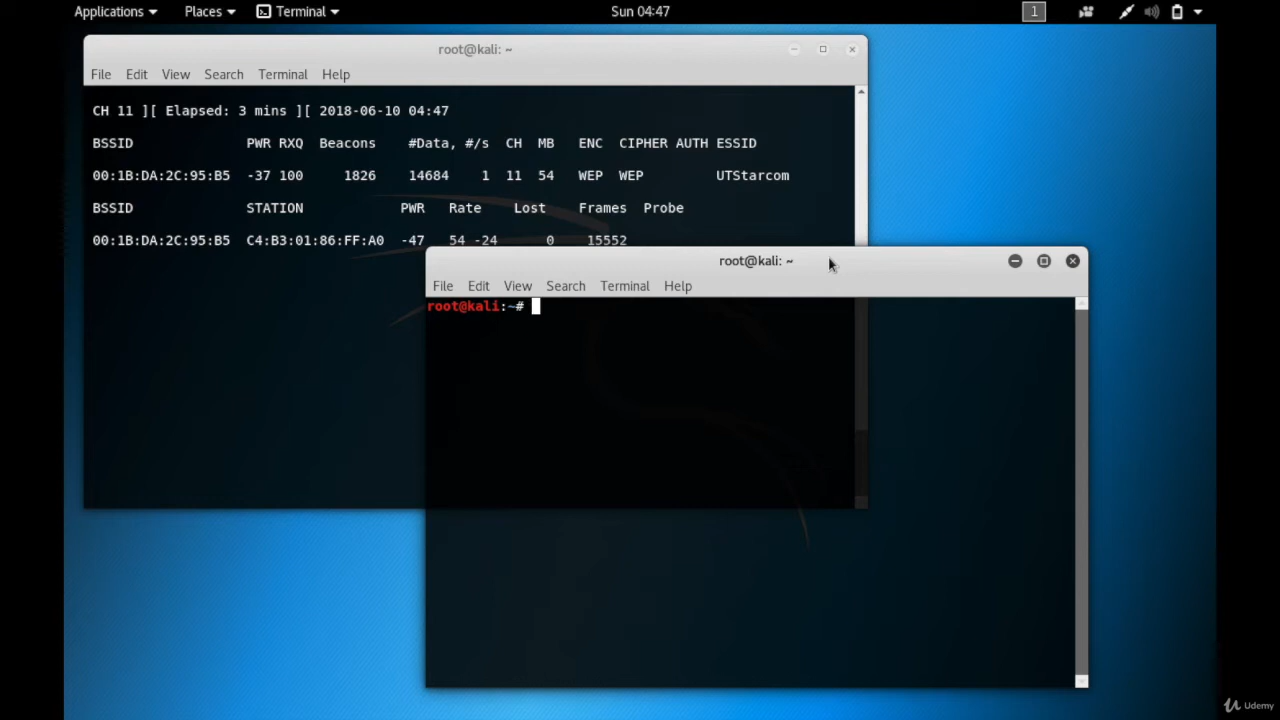 Applications Places Terminal Sun 04:47 1
root@kali: ~
File Edit View Search Terminal Help
CH 11 ][ Elapsed: 3 mins ][ 2018-06-10 04:47
BSSID PWR RXQ Beacons #Data, #/s CH MB ENC CIPHER AUTH ESSID
00:1B:DA:2C:95:B5 -37 100 1826 14684 1 11 54 WEP WEP UTStarcom
BSSID STATION PWR Rate Lost Frames Probe
00:1B:DA:2C:95:B5 C4:B3:01:86:FF:A0 -47 54 -24 0 15552
root@kali: ~
File Edit View Search Terminal Help
root@kali:~#
Udemy